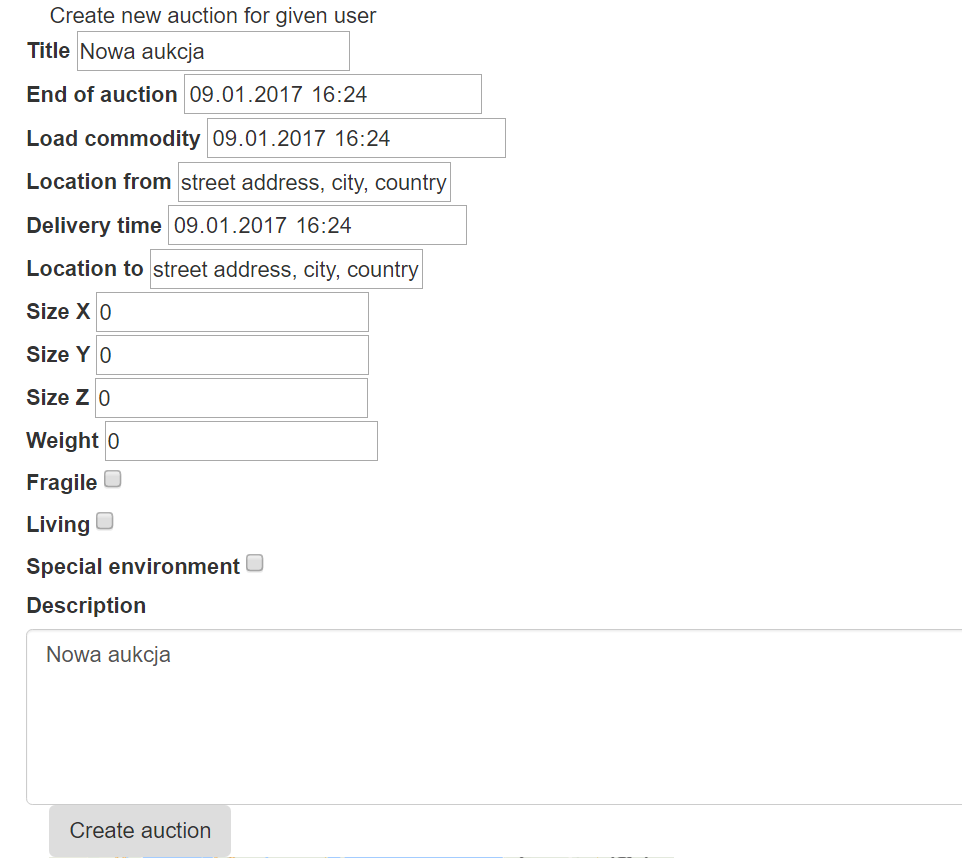 Create new auction for given user
Title Nowa aukcja
End of auction 09.01.2017 16:24
Load commodity 09.01.2017 16:24
Location from street address, city, country
Delivery time 09.01.2017 16:24
Location to street address, city, country
Size X 0
Size Y 0
Size Z 0
Weight 0
Fragile
Living
Special environment
Description
Nowa aukcja
Create auction